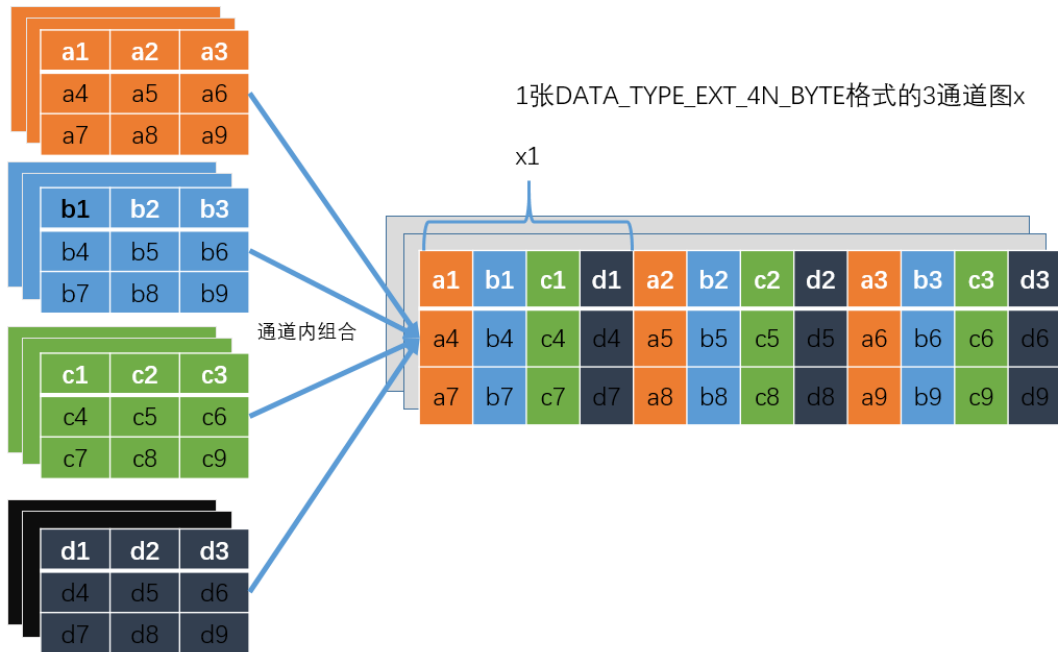 a1 a2 a3
a4 a5 a6
a7 a8 a9
b1 b2 b3
b4 b5 b6
b7 b8 b9
c1 c2 c3
c4 c5 c6
c7 c8 c9
d1 d2 d3
d4 d5 d6
d7 d8 d9
通道内组合
1张DATA_TYPE_EXT_4N_BYTE格式的3通道图x
x1
a1 b1 c1 d1 a2 b2 c2 d2 a3 b3 c3 d3
a4 b4 c4 d4 a5 b5 c5 d5 a6 b6 c6 d6
a7 b7 c7 d7 a8 b8 c8 d8 a9 b9 c9 d9